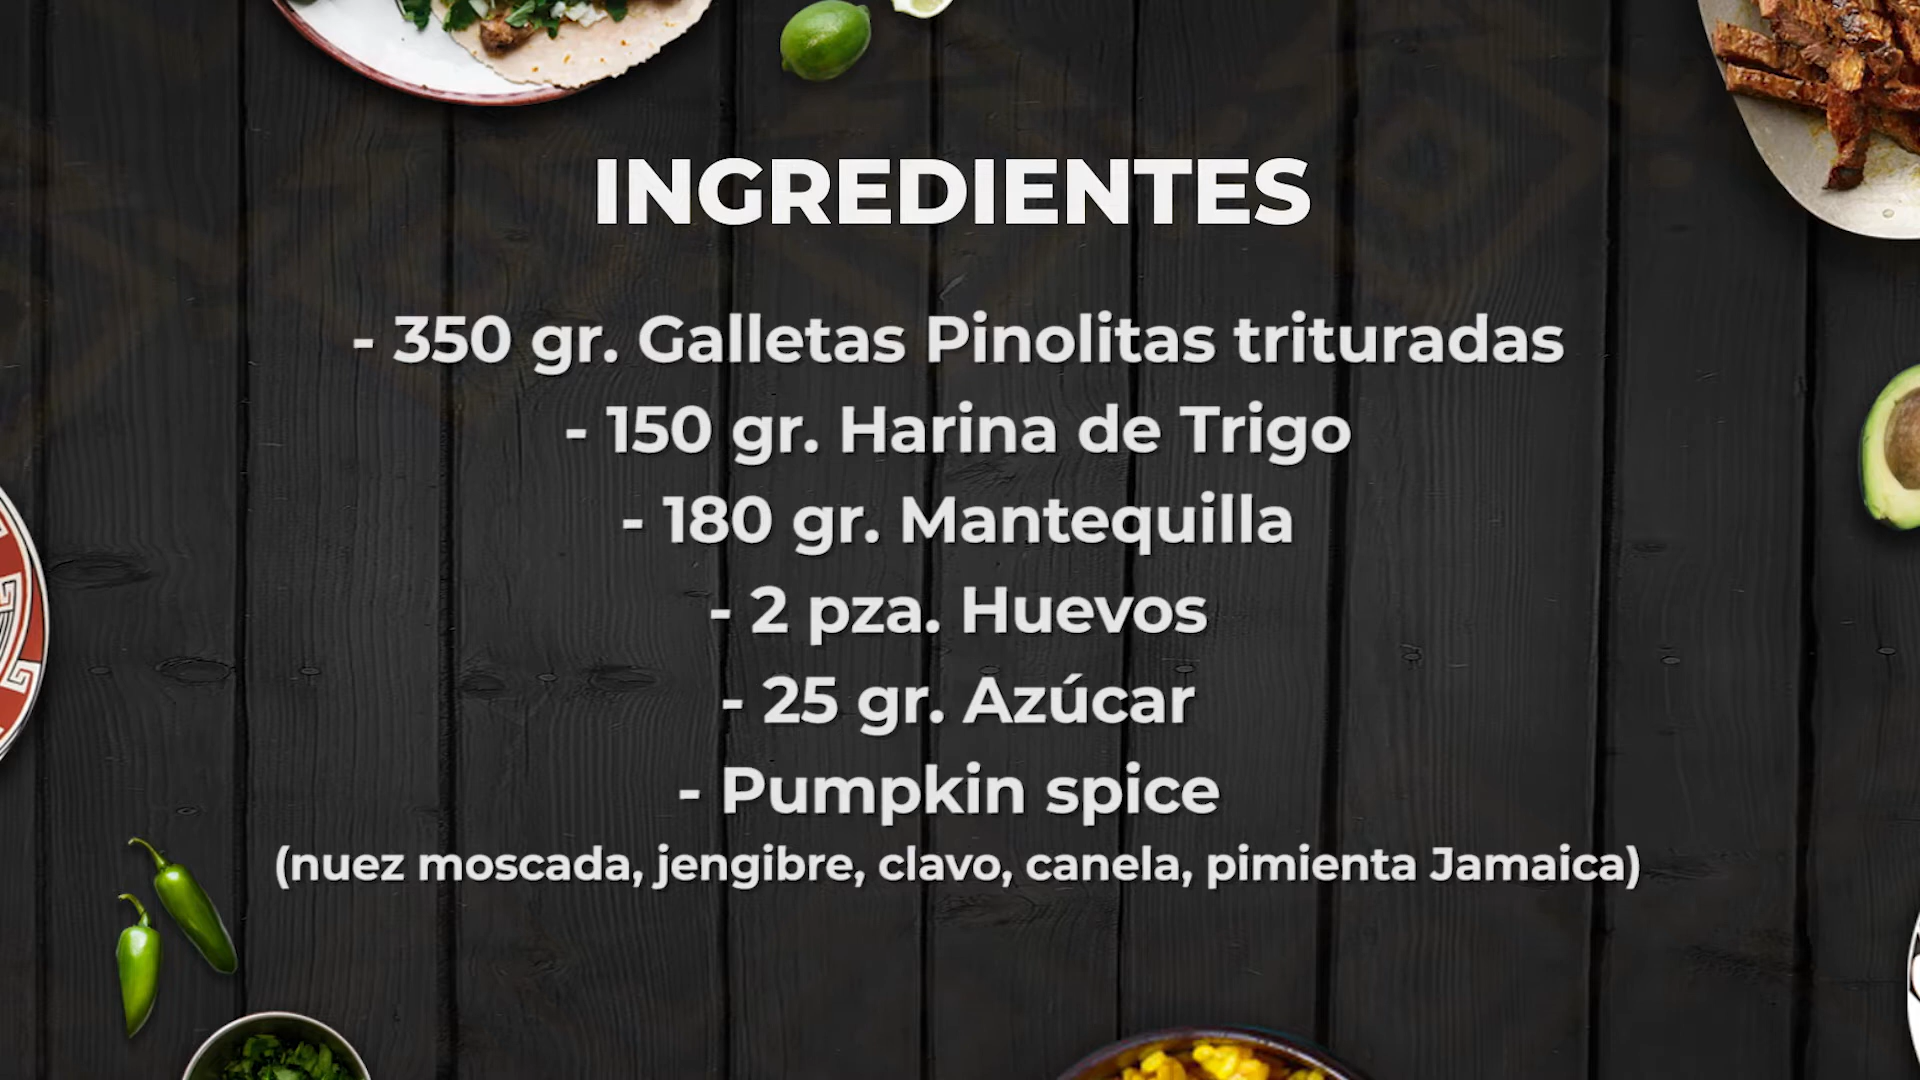 INGREDIENTES
- 350 gr. Galletas Pinolitas trituradas
- 150 gr. Harina de Trigo
- 180 gr. Mantequilla
- 2 pza. Huevos
- 25 gr. Azúcar
- Pumpkin spice
(nuez moscada, jengibre, clavo, canela, pimienta Jamaica)